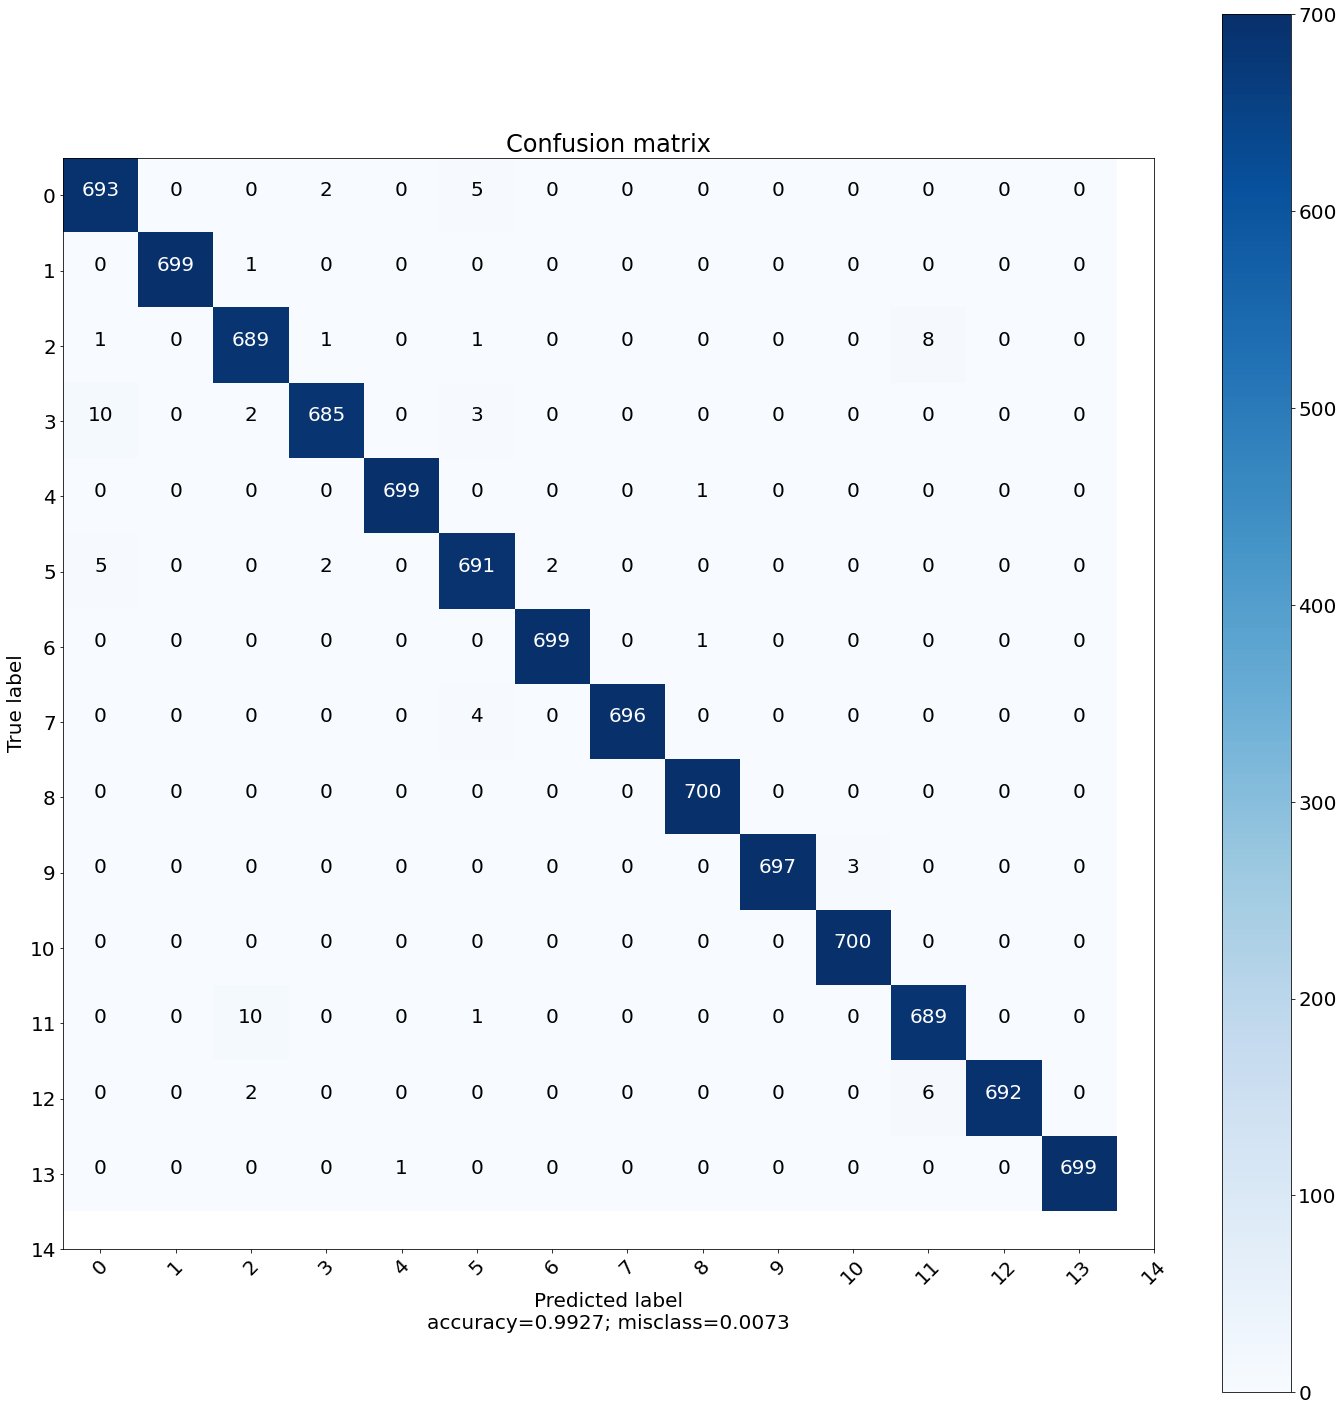 Confusion matrix
0 693 0 0 2 0 5 0 0 0 0 0 0 0 0
1 0 699 1 0 0 0 0 0 0 0 0 0 0 0
2 1 0 689 1 0 1 0 0 0 0 0 8 0 0
3 10 0 2 685 0 3 0 0 0 0 0 0 0 0
4 0 0 0 0 699 0 0 0 1 0 0 0 0 0
5 5 0 0 2 0 691 2 0 0 0 0 0 0 0
6 0 0 0 0 0 0 699 0 1 0 0 0 0 0
7 0 0 0 0 0 4 0 696 0 0 0 0 0 0
8 0 0 0 0 0 0 0 0 700 0 0 0 0 0
9 0 0 0 0 0 0 0 0 0 697 3 0 0 0
10 0 0 0 0 0 0 0 0 0 0 700 0 0 0
11 0 0 10 0 0 1 0 0 0 0 0 689 0 0
12 0 0 2 0 0 0 0 0 0 0 0 6 692 0
13 0 0 0 0 1 0 0 0 0 0 0 0 0 699
14
0 1 2 3 4 5 6 7 8 9 10 11 12 13 14
True label
Predicted label
accuracy=0.9927; misclass=0.0073
700
600
500
400
300
200
100
0